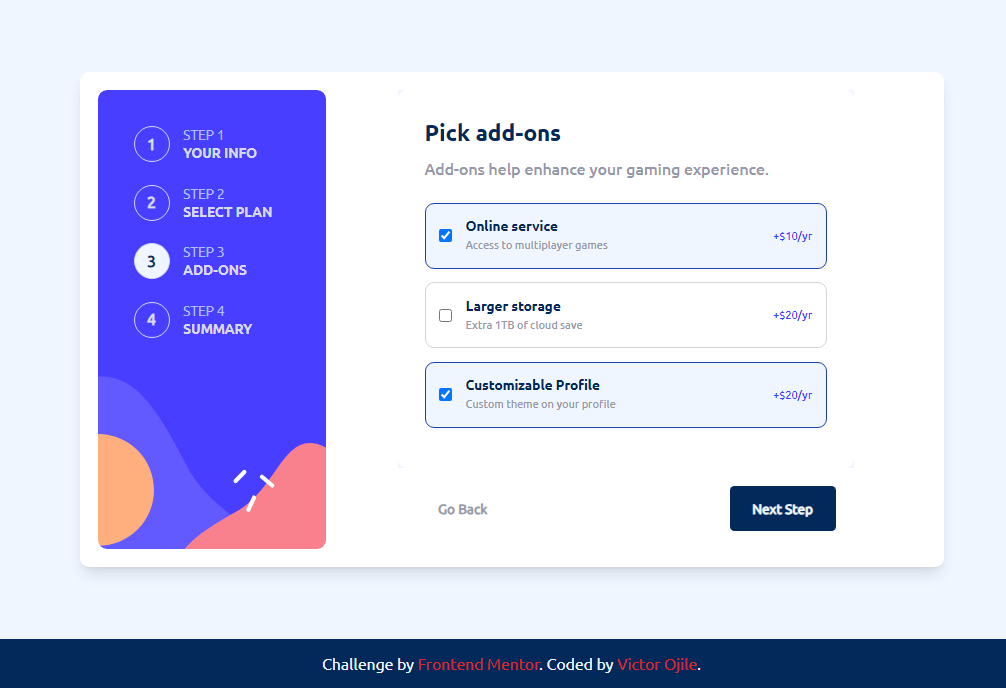 1
STEP 1
YOUR INFO
2
STEP 2
SELECT PLAN
3
STEP 3
ADD-ONS
4
STEP 4
SUMMARY
Pick add-ons
Add-ons help enhance your gaming experience.
Online service
Access to multiplayer games
+$10/yr
Larger storage
Extra 1TB of cloud save
+$20/yr
Customizable Profile
Custom theme on your profile
+$20/yr
Go Back
Next Step
Challenge by Frontend Mentor. Coded by Victor Ojile.